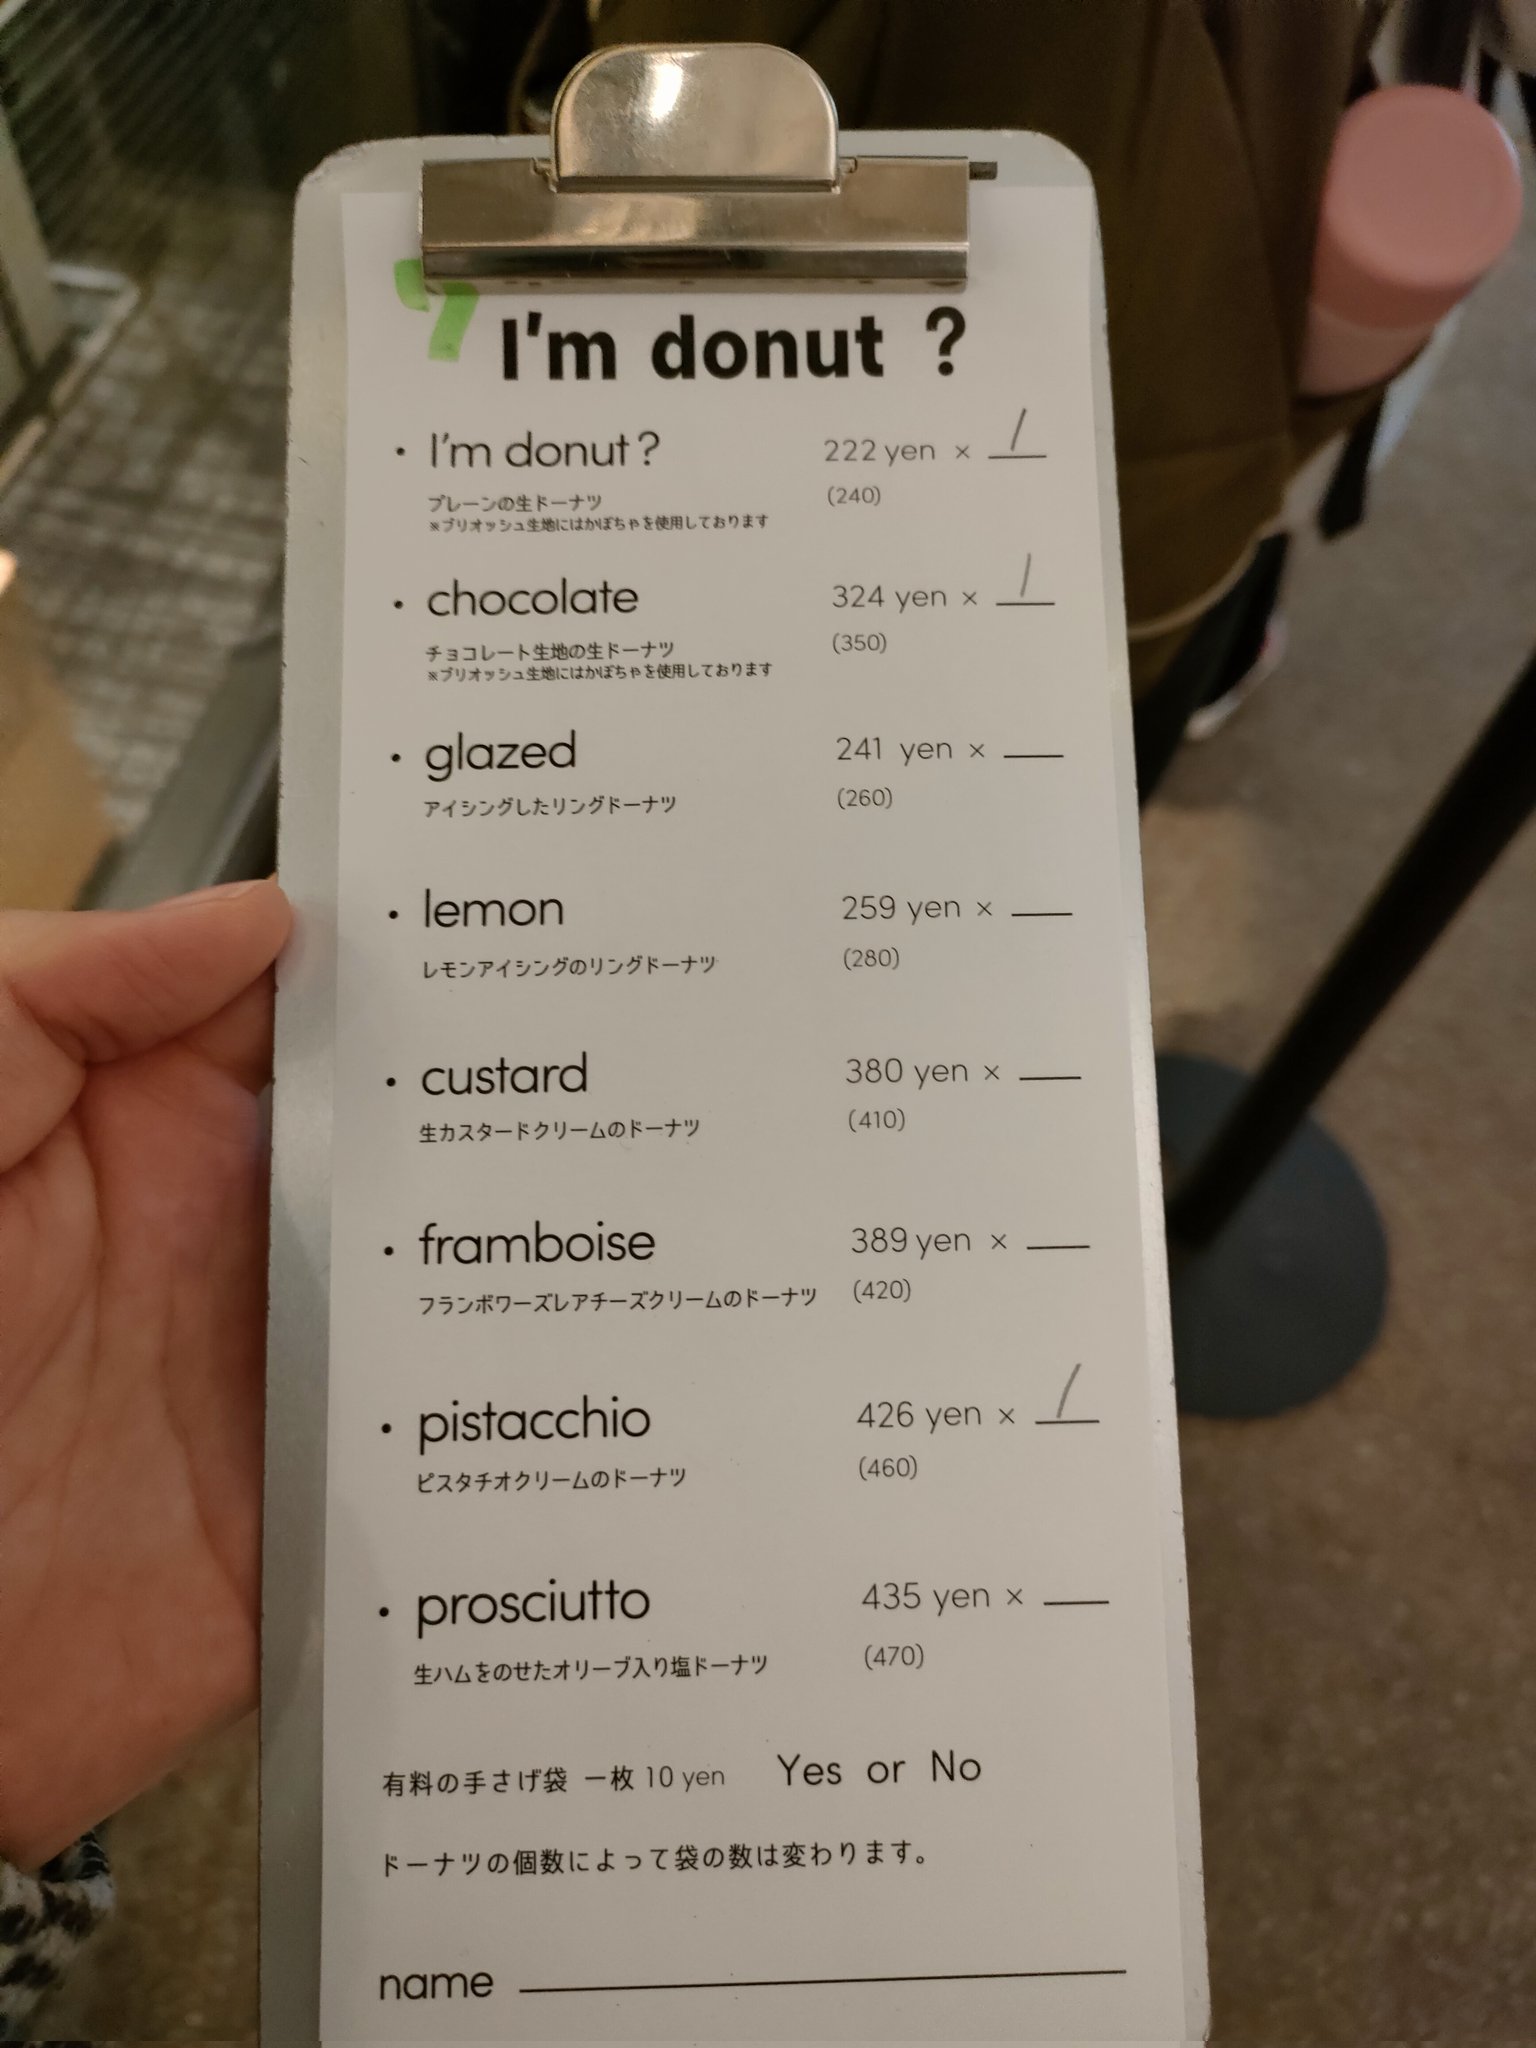 I'm donut ?
・I'm donut ? 222 yen × 1
プレーンの生ドーナツ (240)
※ブリオッシュ生地にはかぼちゃを使用しております
・chocolate 324 yen × 1
チョコレート生地の生ドーナツ (350)
※ブリオッシュ生地にはかぼちゃを使用しております
・glazed 241 yen × __
アイシングしたリングドーナツ (260)
・lemon 259 yen × __
レモンアイシングのリングドーナツ (280)
・custard 380 yen × __
生カスタードクリームのドーナツ (410)
・framboise 389 yen × __
フランボワーズレアチーズクリームのドーナツ (420)
・pistacchio 426 yen × 1
ピスタチオクリームのドーナツ (460)
・prosciutto 435 yen × __
生ハムをのせたオリーブ入り塩ドーナツ (470)
有料の手さげ袋 一枚 10 yen Yes or No
ドーナツの個数によって袋の数は変わります。
name